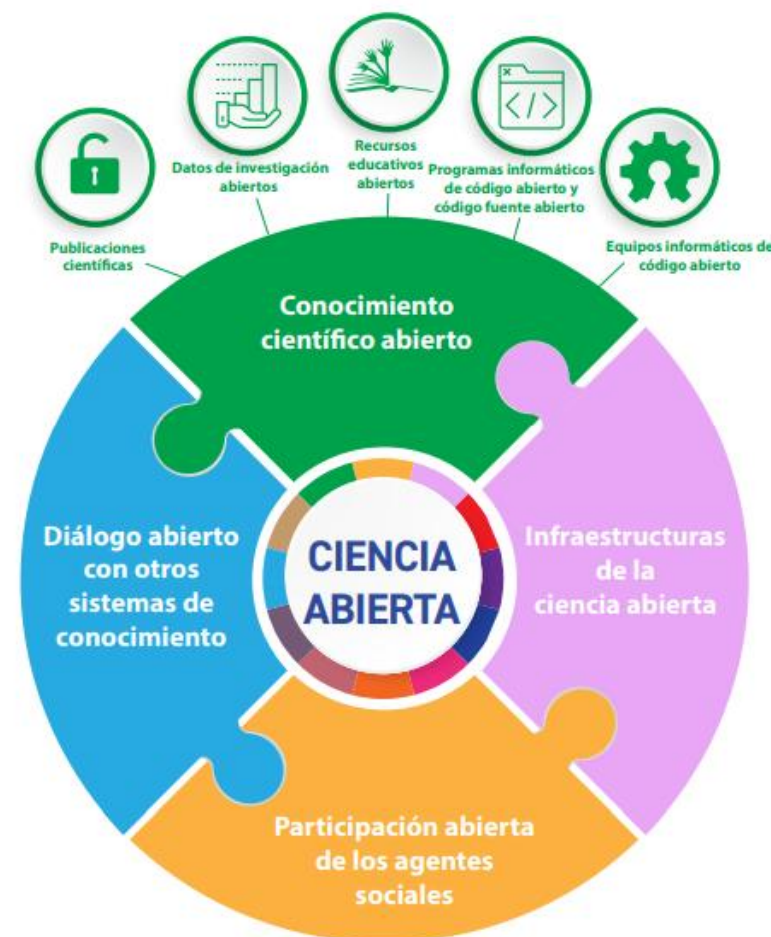 Publicaciones
científicas
Datos de investigación
abiertos
Recursos
educativos
abiertos
Programas informáticos
de código abierto y
código fuente abierto
Equipos informáticos de
código abierto
Conocimiento
científico abierto
Diálogo abierto
con otros
sistemas de
conocimiento
CIENCIA
ABIERTA
Infraestructuras
de la
ciencia abierta
Participación abierta
de los agentes
sociales